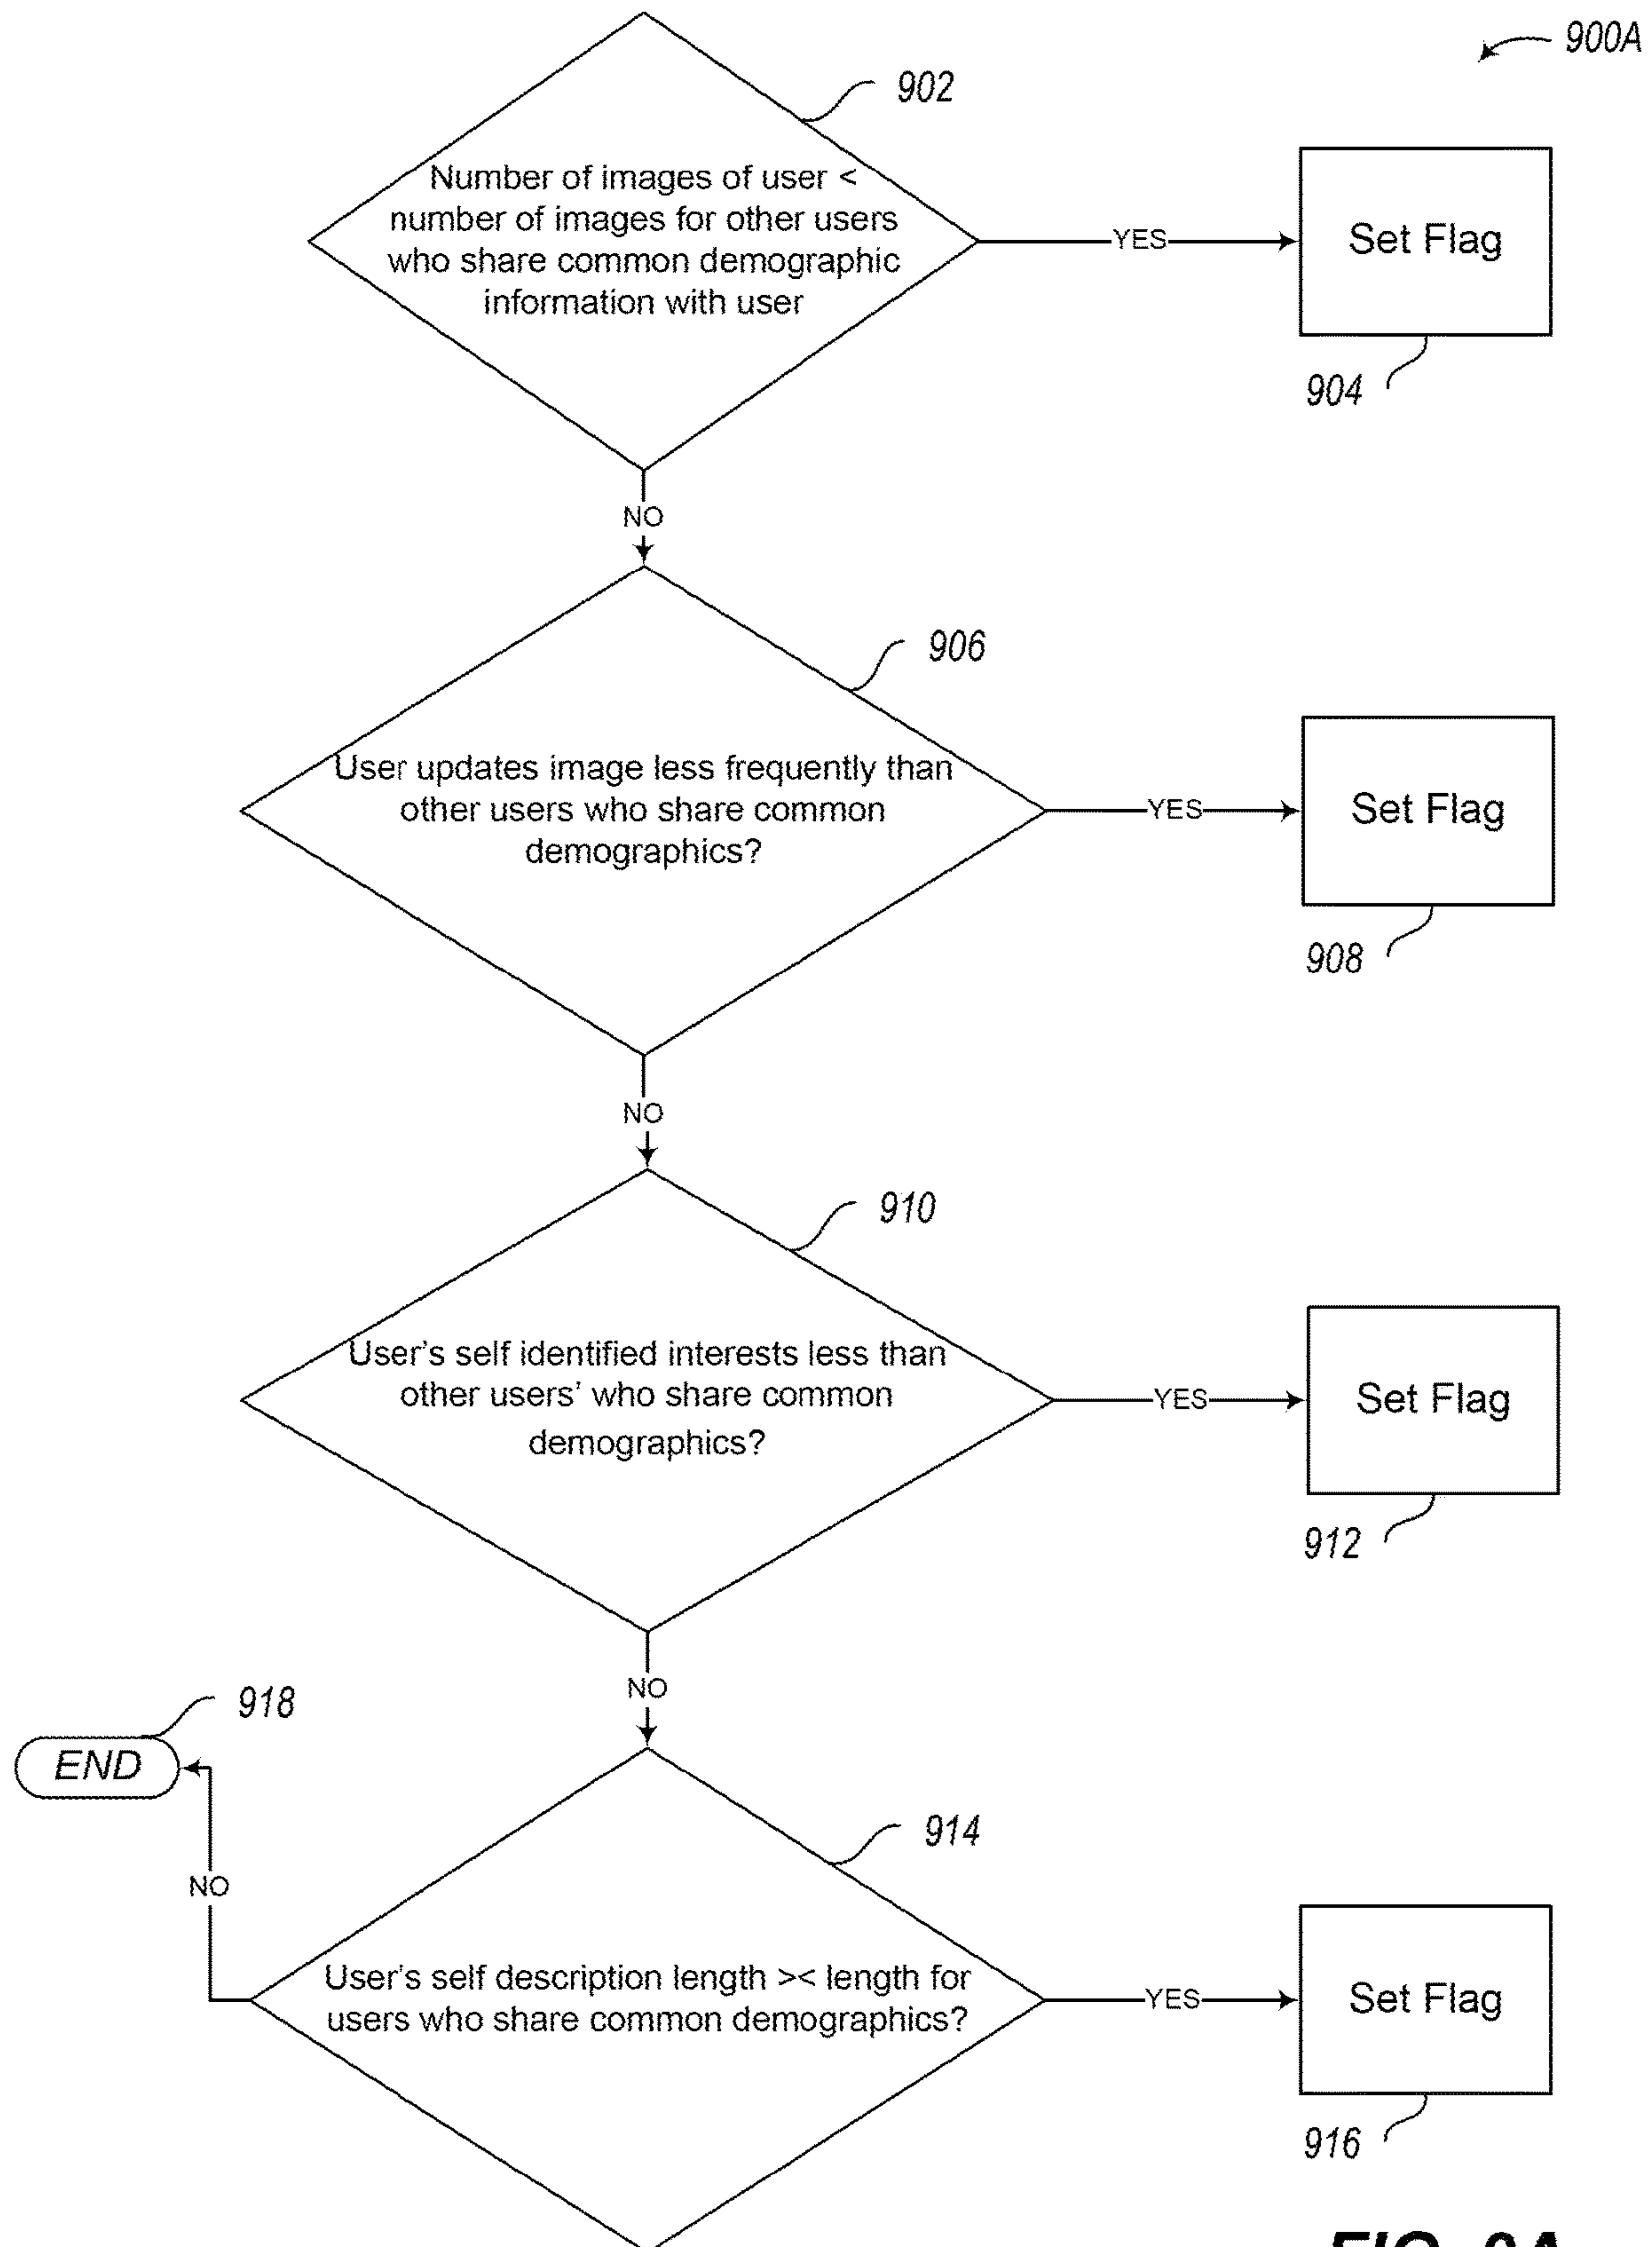 900A
902
Number of images of user <
number of images for other users
who share common demographic
information with user
YES
Set Flag
904
NO
906
User updates image less frequently than
other users who share common
demographics?
YES
Set Flag
908
NO
910
User's self identified interests less than
other users' who share common
demographics?
YES
Set Flag
912
NO
918
END
NO
914
User's self description length >< length for
users who share common demographics?
YES
Set Flag
916